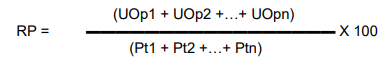 (UOp1 + UOp2 +…+ UOpn)
RP = X 100
(Pt1 + Pt2 +…+ Ptn)